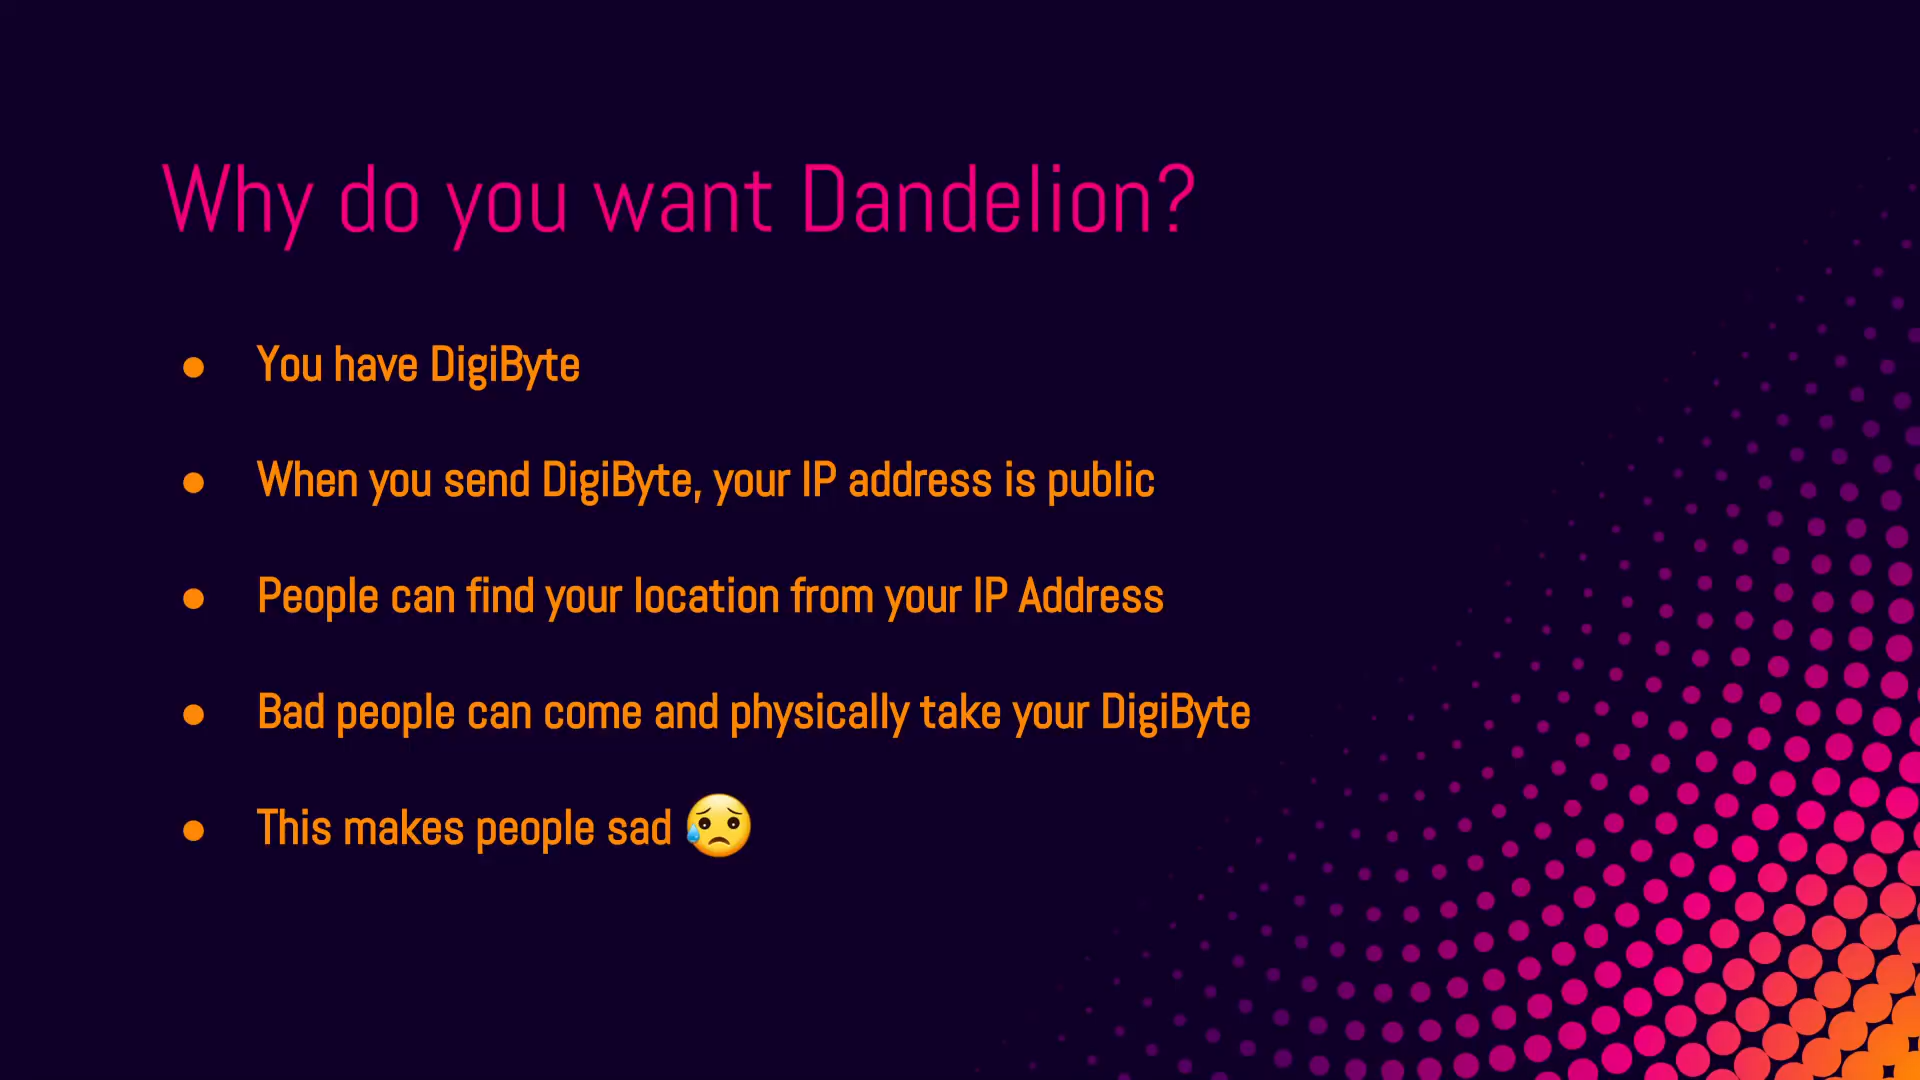 Why do you want Dandelion?
● You have DigiByte
● When you send DigiByte, your IP address is public
● People can find your location from your IP Address
● Bad people can come and physically take your DigiByte
● This makes people sad 😥